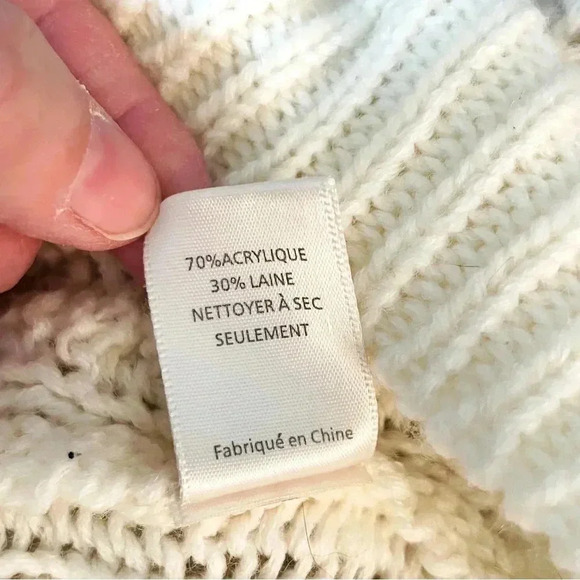 70%ACRYLIQUE
30% LAINE
NETTOYER À SEC
SEULEMENT
Fabriqué en Chine